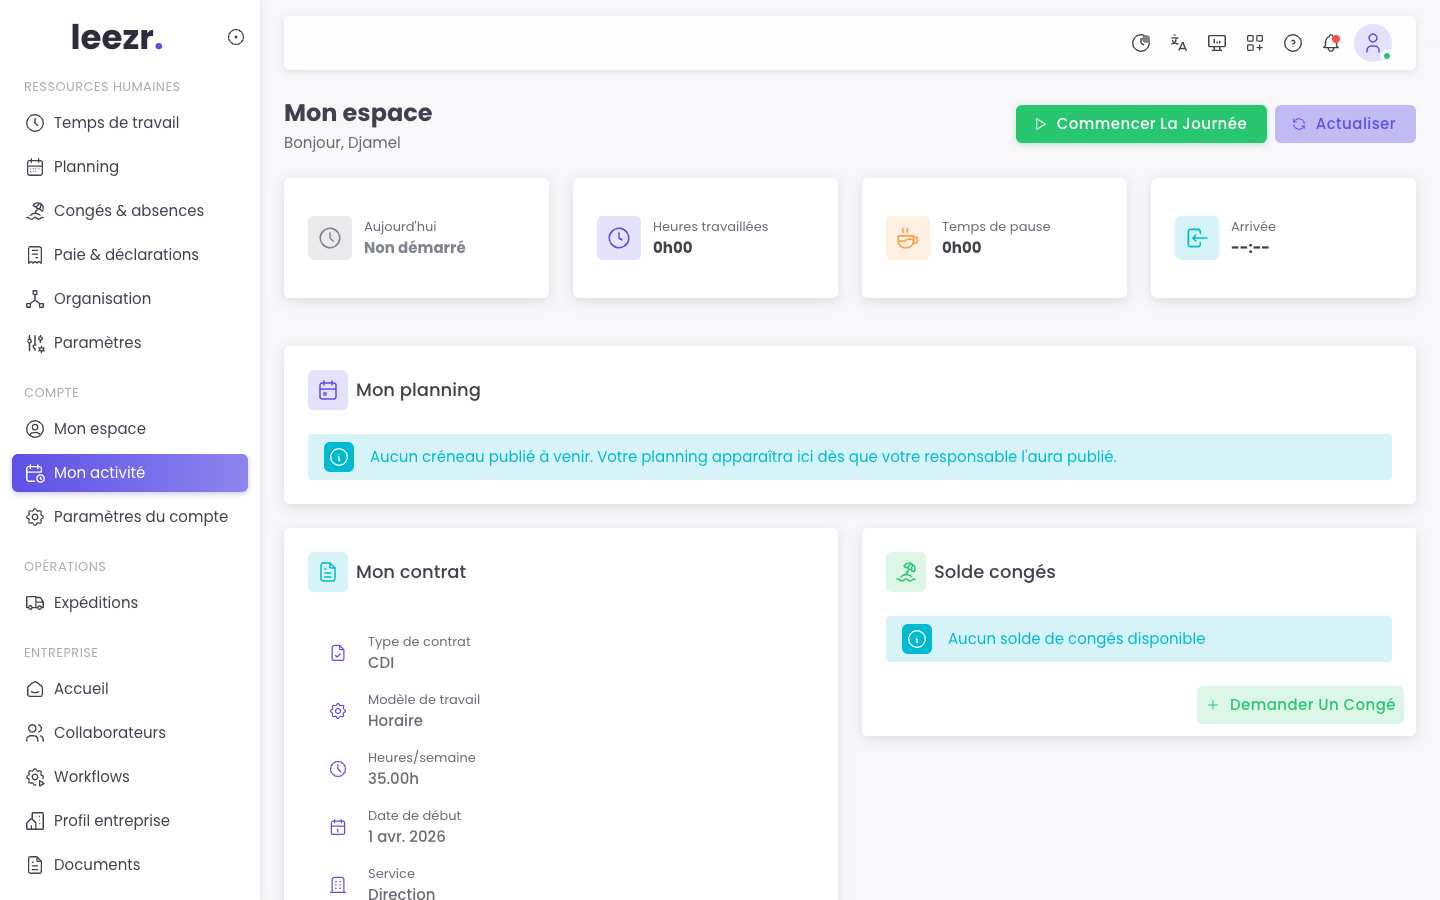 leezr.
RESSOURCES HUMAINES
Temps de travail
Planning
Congés & absences
Paie & déclarations
Organisation
Paramètres
COMPTE
Mon espace
Mon activité
Paramètres du compte
OPÉRATIONS
Expéditions
ENTREPRISE
Accueil
Collaborateurs
Workflows
Profil entreprise
Documents
Mon espace
Bonjour, Djamel
Commencer La Journée
Actualiser
Aujourd'hui
Non démarré
Heures travaillées
0h00
Temps de pause
0h00
Arrivée
--:--
Mon planning
Aucun créneau publié à venir. Votre planning apparaîtra ici dès que votre responsable l'aura publié.
Mon contrat
Type de contrat
CDI
Modèle de travail
Horaire
Heures/semaine
35.00h
Date de début
1 avr. 2026
Service
Direction
Solde congés
Aucun solde de congés disponible
Demander Un Congé